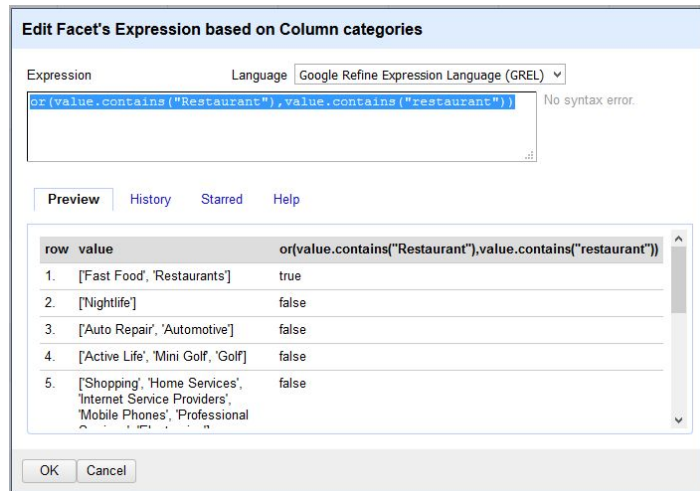 Edit Facet's Expression based on Column categories
Expression Language Google Refine Expression Language (GREL)
or(value.contains("Restaurant"),value.contains("restaurant")) No syntax error.
Preview History Starred Help
row value or(value.contains("Restaurant"),value.contains("restaurant"))
1. ['Fast Food', 'Restaurants'] true
2. ['Nightlife'] false
3. ['Auto Repair', 'Automotive'] false
4. ['Active Life', 'Mini Golf', 'Golf'] false
5. ['Shopping', 'Home Services', false
'Internet Service Providers',
'Mobile Phones', 'Professional
OK Cancel